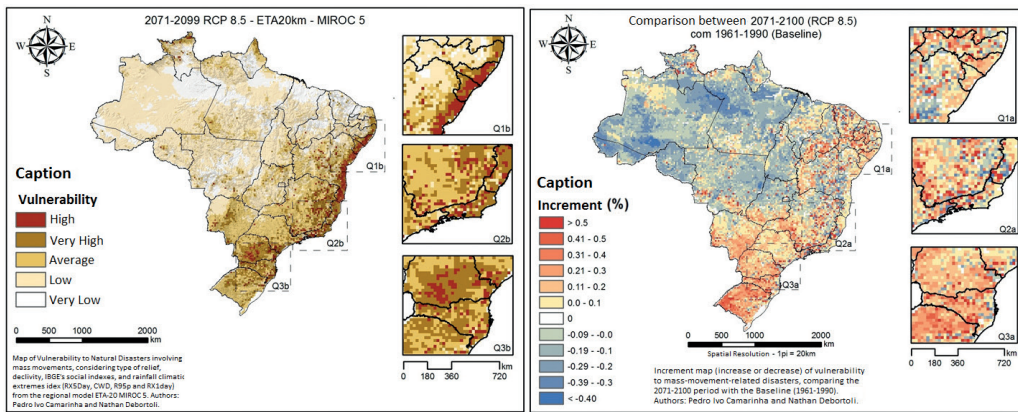 2071-2099 RCP 8.5 - ETA20km - MIROC 5
N
W
E
S
Caption
Vulnerability
High
Very High
Average
Low
Very Low
0 500 1000 2000
km
Map of Vulnerability to Natural Disasters involving
mass movements, considering type of relief,
declivity, IBGE's social indexes, and rainfall climatic
extremes idex (RX5Day, CWD, R95p and RX1day)
from the regional model ETA-20 MIROC 5. Authors:
Pedro Ivo Camarinha and Nathan Debortoli.
Q1b
Q2b
Q3b
Q1b
Q2b
Q3b
km
0 180 360 720
Comparison between 2071-2100 (RCP 8.5)
com 1961-1990 (Baseline)
N
W
E
S
Caption
Increment (%)
> 0.5
0.41 - 0.5
0.31 - 0.4
0.21 - 0.3
0.11 - 0.2
0.0 - 0.1
0
-0.09 - -0.0
-0.19 - -0.1
-0.29 - -0.2
-0.39 - -0.3
< -0.40
0 500 1000 2000
km
Spatial Resolution - 1pi = 20km
Increment map (increase or decrease) of vulnerability
to mass-movement-related disasters, comparing the
2071-2100 period with the Baseline (1961-1990).
Authors: Pedro Ivo Camarinha and Nathan Debortoli.
Q1a
Q2a
Q3a
Q1a
Q2a
Q3a
km
0 180 360 720